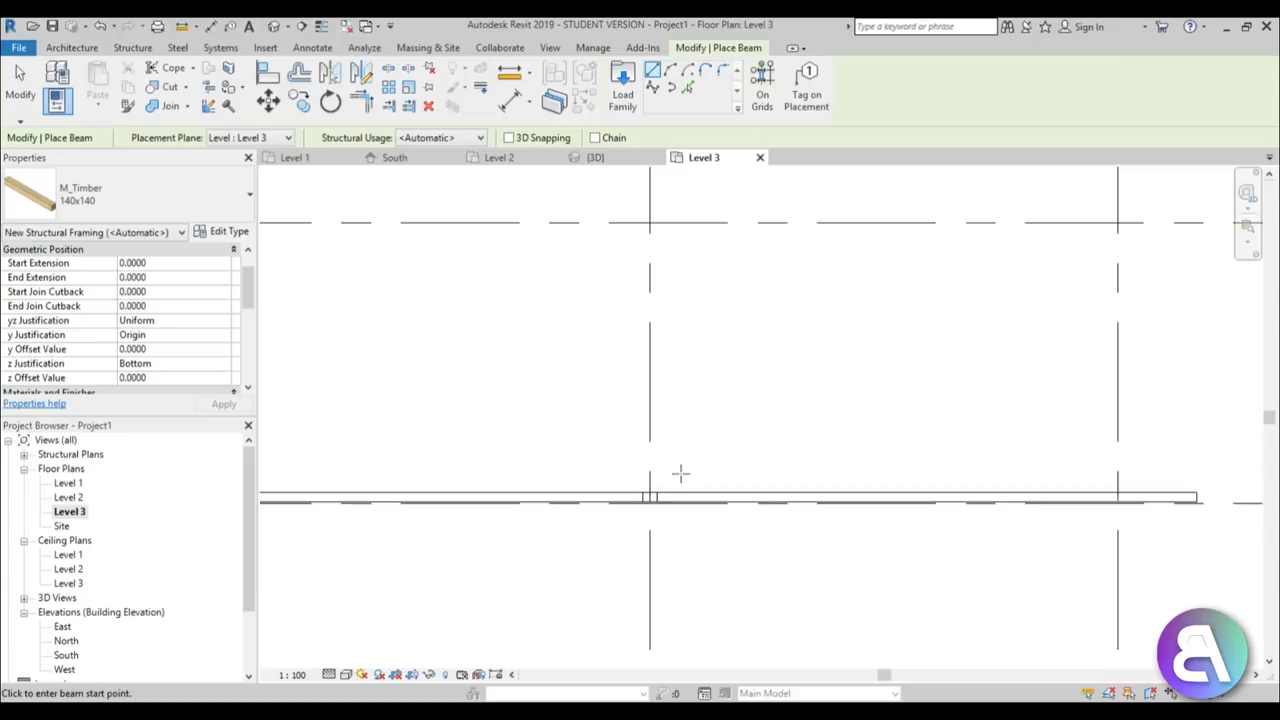 Autodesk Revit 2019 - STUDENT VERSION - Project1 - Floor Plan: Level 3
Type a keyword or phrase
Sign In
File Architecture Structure Steel Systems Insert Annotate Analyze Massing & Site Collaborate View Manage Add-Ins Modify | Place Beam
Modify
Paste
Cope
Cut
Join
Load
Family
On
Grids
Tag on
Placement
Modify | Place Beam Placement Plane: Level : Level 3 Structural Usage: <Automatic> 3D Snapping Chain
Properties
Level 1 South Level 2 {3D} Level 3
M_Timber
140x140
New Structural Framing (<Automatic>) Edit Type
Geometric Position
Start Extension 0.0000
End Extension 0.0000
Start Join Cutback 0.0000
End Join Cutback 0.0000
yz Justification Uniform
y Justification Origin
y Offset Value 0.0000
z Justification Bottom
z Offset Value 0.0000
Materials and Finishes
Properties help Apply
Project Browser - Project1
Views (all)
Structural Plans
Floor Plans
Level 1
Level 2
Level 3
Site
Ceiling Plans
Level 1
Level 2
Level 3
3D Views
Elevations (Building Elevation)
East
North
South
West
1 : 100
Click to enter beam start point.
:0
Main Model